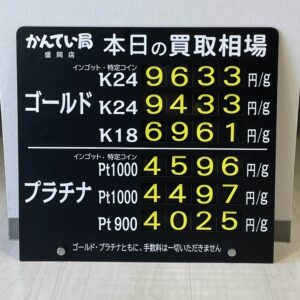 かんてい局 本日の買取相場
盛岡店
インゴット・特定コイン
K24 9633 円/g
ゴールド K24 9433 円/g
K18 6961 円/g
インゴット・特定コイン
Pt1000 4596 円/g
プラチナ Pt1000 4497 円/g
Pt900 4025 円/g
ゴールド・プラチナともに、手数料は一切いただきません